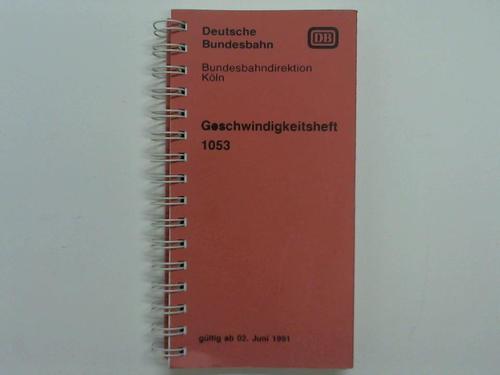 Deutsche
Bundesbahn
DB
Bundesbahndirektion
Köln
Geschwindigkeitsheft
1053
gültig ab 02. Juni 1991